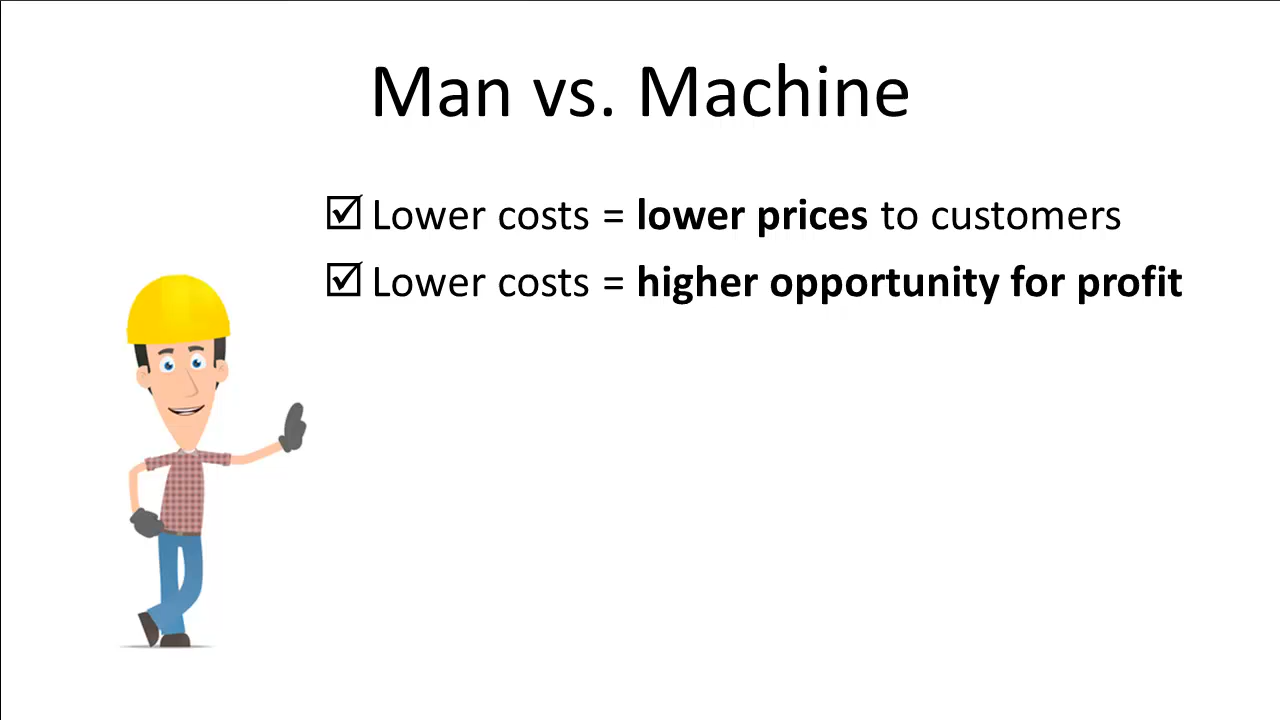 Man vs. Machine
☑ Lower costs = lower prices to customers
☑ Lower costs = higher opportunity for profit